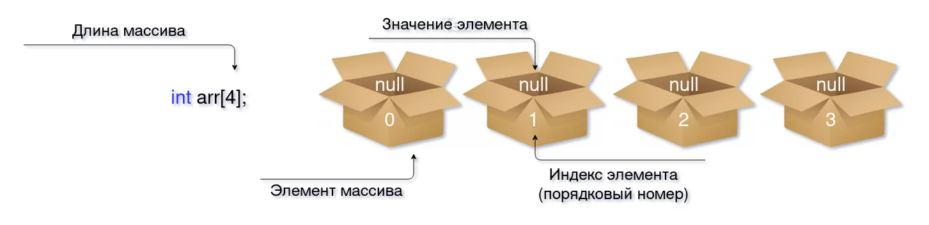 Длина массива
Значение элемента
int arr[4];
null
null
null
null
0
1
2
3
Элемент массива
Индекс элемента
(порядковый номер)